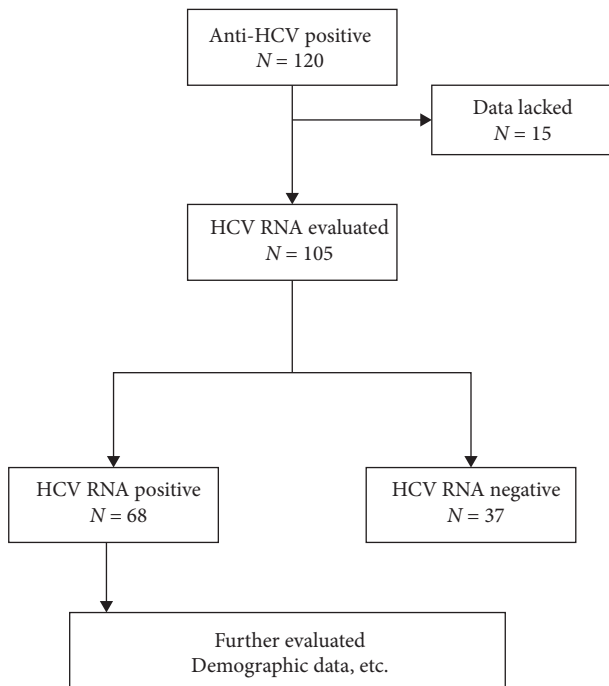 Anti-HCV positive
N = 120
Data lacked
N = 15
HCV RNA evaluated
N = 105
HCV RNA positive
N = 68
HCV RNA negative
N = 37
Further evaluated
Demographic data, etc.